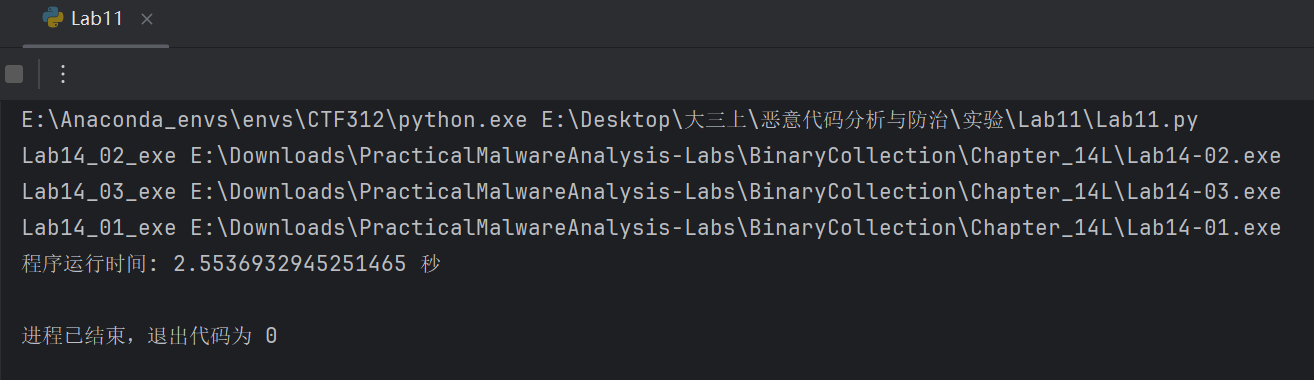 Lab11
E:\Anaconda_envs\envs\CTF312\python.exe E:\Desktop\大三上\恶意代码分析与防治\实验\Lab11\Lab11.py
Lab14_02_exe E:\Downloads\PracticalMalwareAnalysis-Labs\BinaryCollection\Chapter_14L\Lab14-02.exe
Lab14_03_exe E:\Downloads\PracticalMalwareAnalysis-Labs\BinaryCollection\Chapter_14L\Lab14-03.exe
Lab14_01_exe E:\Downloads\PracticalMalwareAnalysis-Labs\BinaryCollection\Chapter_14L\Lab14-01.exe
程序运行时间: 2.5536932945251465 秒
进程已结束，退出代码为 0